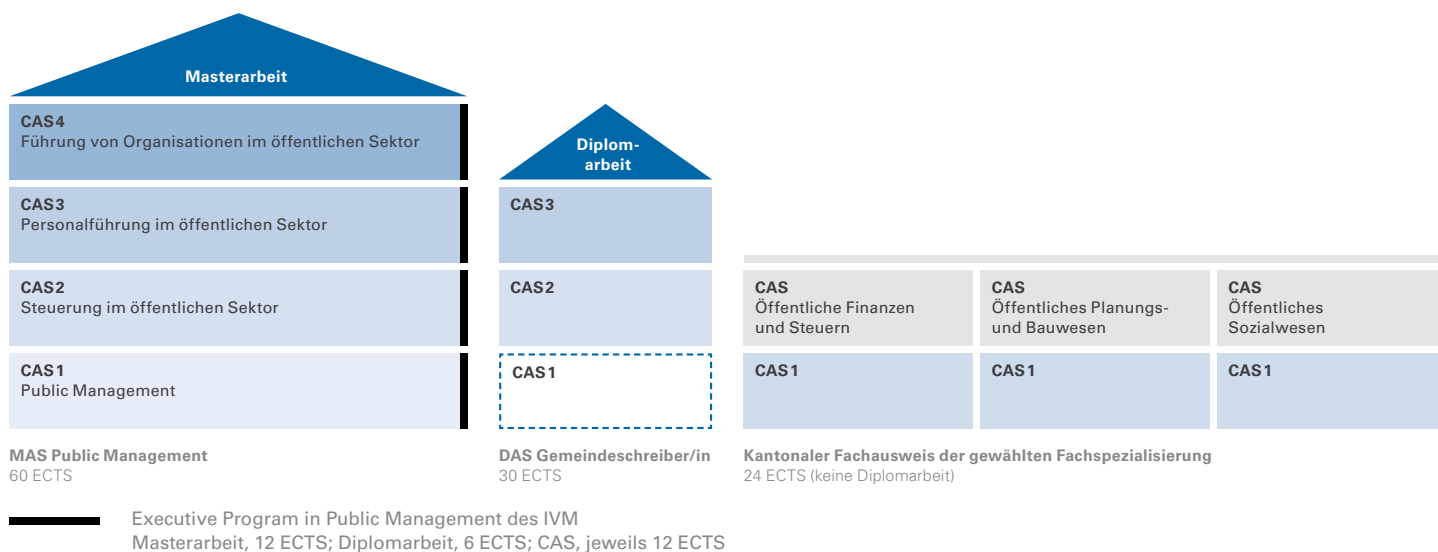 Masterarbeit
CAS4
Führung von Organisationen im öffentlichen Sektor
CAS3
Personalführung im öffentlichen Sektor
CAS2
Steuerung im öffentlichen Sektor
CAS1
Public Management
MAS Public Management
60 ECTS
Diplom-
arbeit
CAS3
CAS2
CAS1
DAS Gemeindeschreiber/in
30 ECTS
CAS
Öffentliche Finanzen
und Steuern
CAS
Öffentliches Planungs-
und Bauwesen
CAS
Öffentliches
Sozialwesen
CAS1
CAS1
CAS1
Kantonaler Fachausweis der gewählten Fachspezialisierung
24 ECTS (keine Diplomarbeit)
Executive Program in Public Management des IVM
Masterarbeit, 12 ECTS; Diplomarbeit, 6 ECTS; CAS, jeweils 12 ECTS